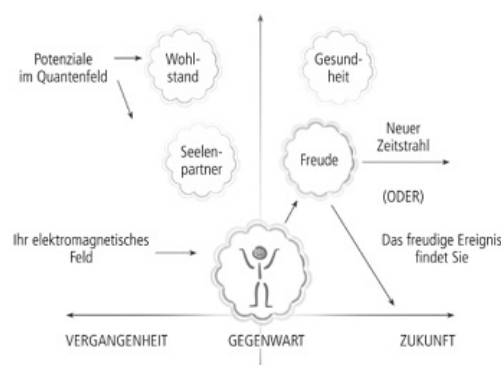 Potenziale
im Quantenfeld
Wohl-
stand
Gesund-
heit
Seelen-
partner
Freude
Neuer
Zeitstrahl
(ODER)
Ihr elektromagnetisches
Feld
Das freudige Ereignis
findet Sie
VERGANGENHEIT
GEGENWART
ZUKUNFT